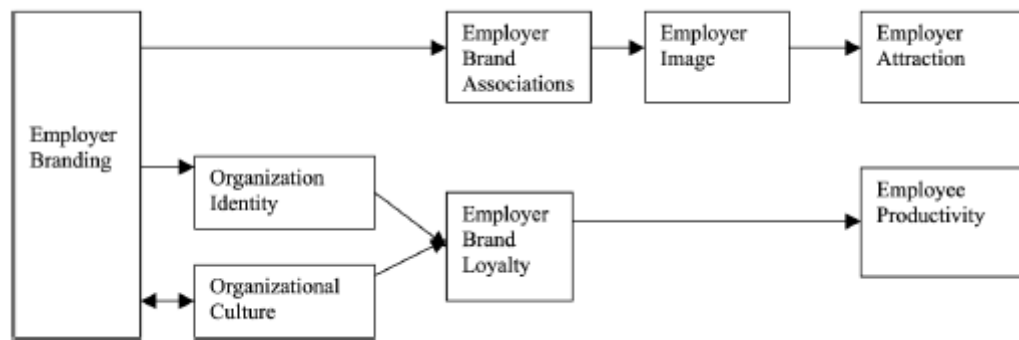 Employer
Brand
Associations
Employer
Image
Employer
Attraction
Employer
Branding
Organization
Identity
Employer
Brand
Loyalty
Employee
Productivity
Organizational
Culture